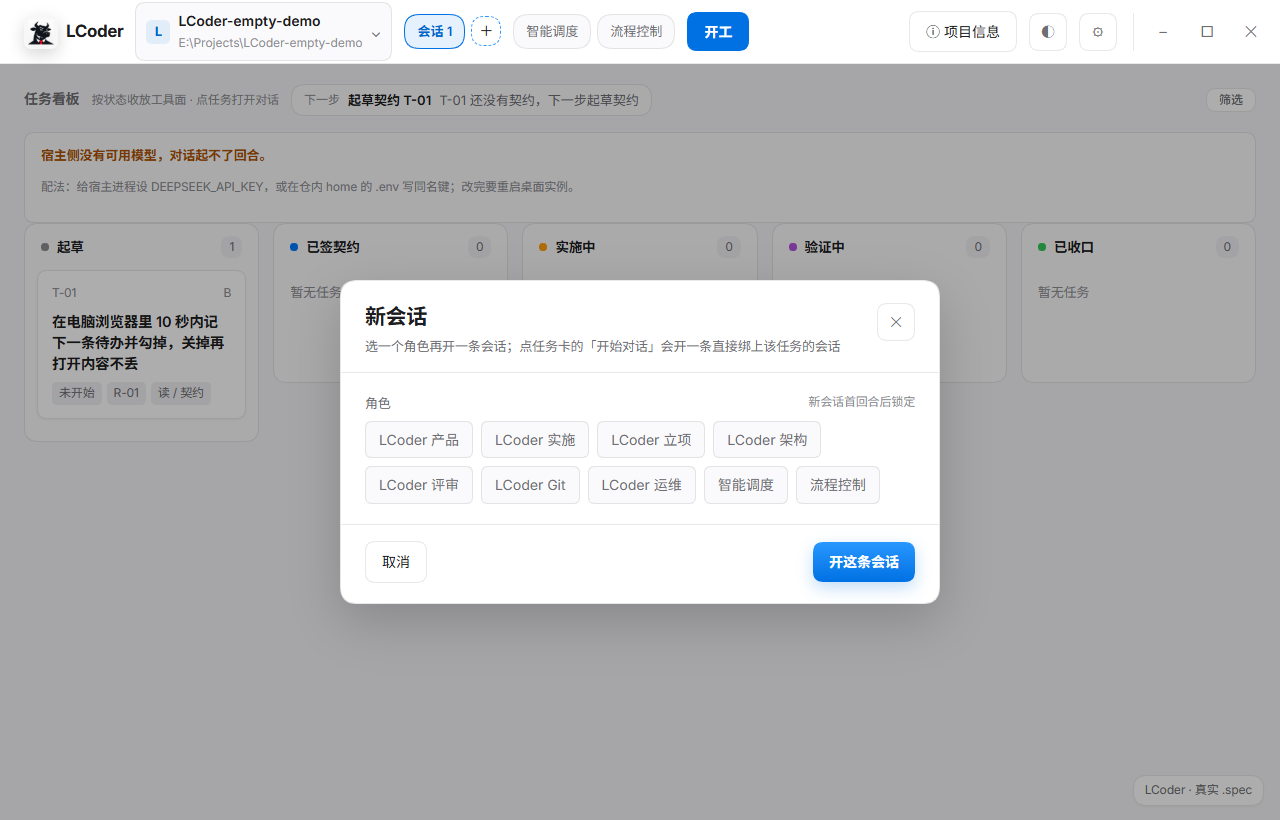 LCoder
L
LCoder-empty-demo
E:\Projects\LCoder-empty-demo
会话 1
+
智能调度
流程控制
开工
项目信息
任务看板
按状态收放工具面 · 点任务打开对话
下一步 起草契约 T-01 T-01 还没有契约，下一步起草契约
筛选
宿主侧没有可用模型，对话起不了回合。
配法：给宿主进程设 DEEPSEEK_API_KEY，或在仓内 home 的 .env 写同名键；改完要重启桌面实例。
起草 1
已签契约 0
实施中 0
验证中 0
已收口 0
T-01 B
在电脑浏览器里 10 秒内记
下一条待办并勾掉，关掉再
打开内容不丢
未开始 R-01 读 / 契约
暂无任务
暂无任务
新会话
选一个角色再开一条会话；点任务卡的「开始对话」会开一条直接绑上该任务的会话
角色
新会话首回合后锁定
LCoder 产品 LCoder 实施 LCoder 立项 LCoder 架构
LCoder 评审 LCoder Git LCoder 运维 智能调度 流程控制
取消
开这条会话
LCoder · 真实 .spec